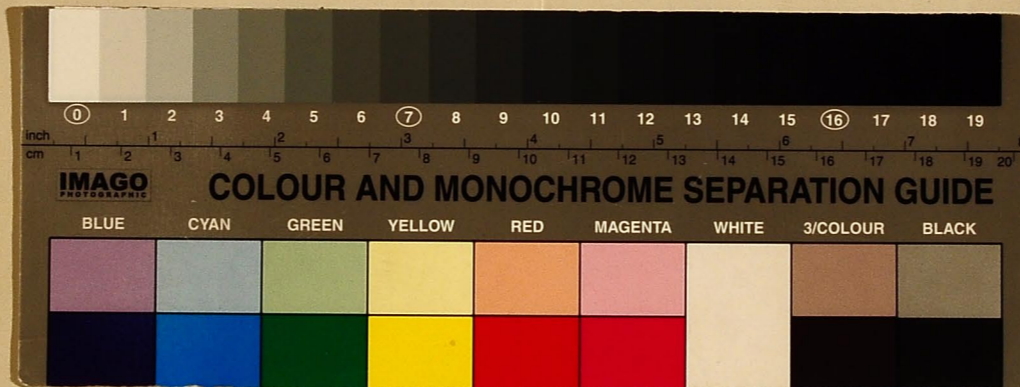 0 1 2 3 4 5 6 7 8 9 10 11 12 13 14 15 16 17 18 19
inch 1 2 3 4 5 6 7
cm 1 2 3 4 5 6 7 8 9 10 11 12 13 14 15 16 17 18 19 20
IMAGO
PHOTOGRAPHIC
COLOUR AND MONOCHROME SEPARATION GUIDE
BLUE CYAN GREEN YELLOW RED MAGENTA WHITE 3/COLOUR BLACK